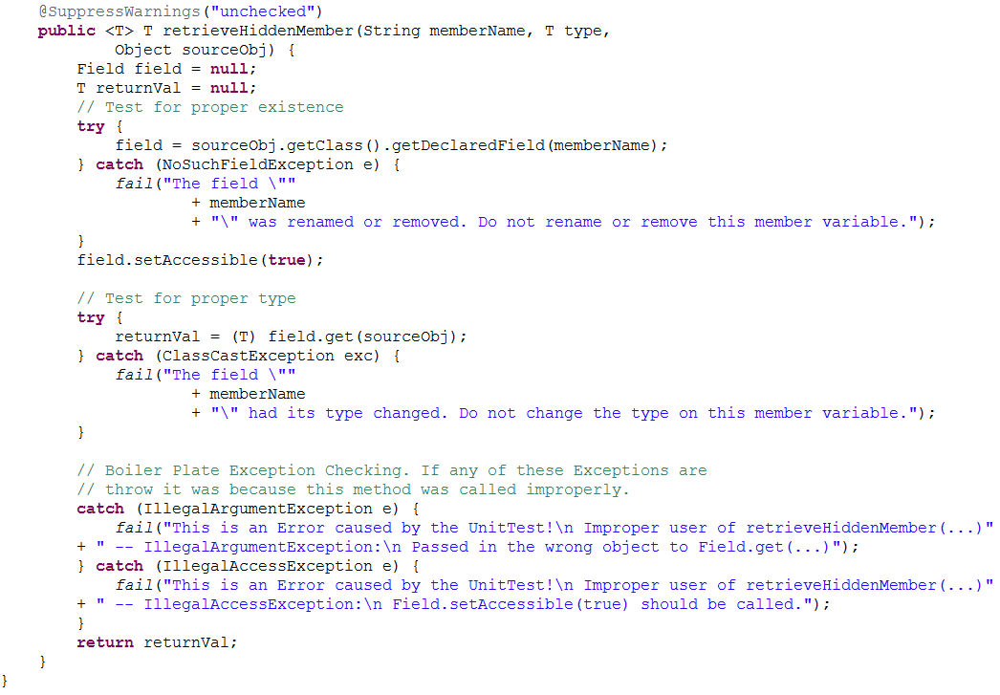 @SuppressWarnings("unchecked")
public <T> T retrieveHiddenMember(String memberName, T type,
Object sourceObj) {
Field field = null;
T returnVal = null;
// Test for proper existence
try {
field = sourceObj.getClass().getDeclaredField(memberName);
} catch (NoSuchFieldException e) {
fail("The field \""
+ memberName
+ "\" was renamed or removed. Do not rename or remove this member variable.");
}
field.setAccessible(true);
// Test for proper type
try {
returnVal = (T) field.get(sourceObj);
} catch (ClassCastException exc) {
fail("The field \""
+ memberName
+ "\" had its type changed. Do not change the type on this member variable.");
}
// Boiler Plate Exception Checking. If any of these Exceptions are
// throw it was because this method was called improperly.
catch (IllegalArgumentException e) {
fail("This is an Error caused by the UnitTest!\n Improper user of retrieveHiddenMember(...)"
+ " -- IllegalArgumentException:\n Passed in the wrong object to Field.get(...)");
} catch (IllegalAccessException e) {
fail("This is an Error caused by the UnitTest!\n Improper user of retrieveHiddenMember(...)"
+ " -- IllegalAccessException:\n Field.setAccessible(true) should be called.");
}
return returnVal;
}
}